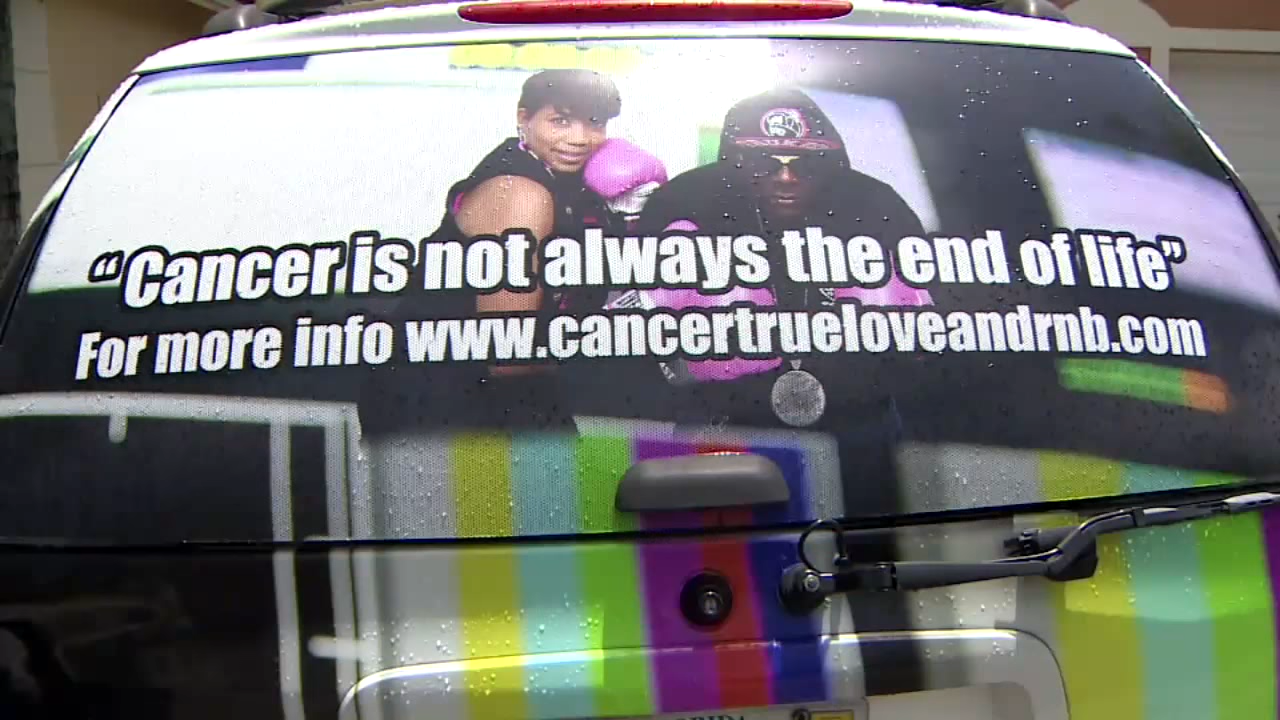 “Cancer is not always the end of life”
For more info www.cancertrueloveandrnb.com